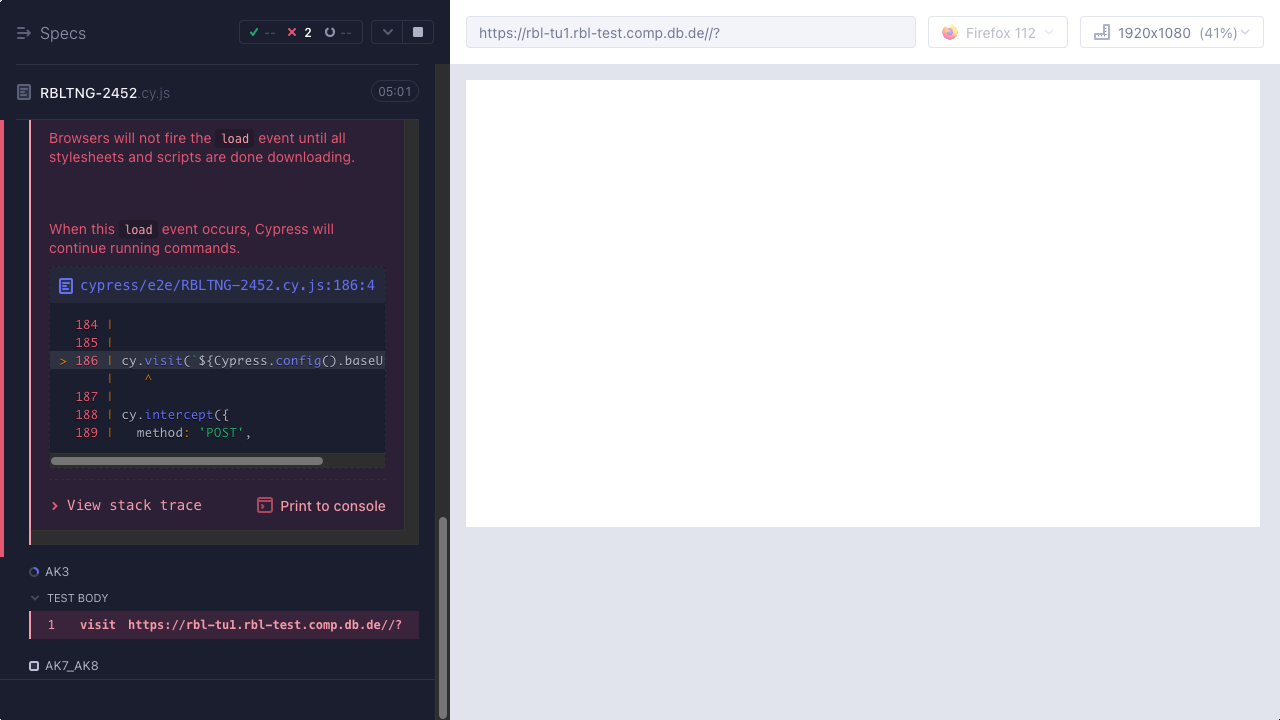 Specs
-- 2 --
https://rbl-tu1.rbl-test.comp.db.de//?
Firefox 112
1920x1080 (41%)
RBLTNG-2452.cy.js
05:01
Browsers will not fire the load event until all
stylesheets and scripts are done downloading.
When this load event occurs, Cypress will
continue running commands.
cypress/e2e/RBLTNG-2452.cy.js:186:4
184 |
185 |
> 186 | cy.visit(`${Cypress.config().baseU
| ^
187 |
188 | cy.intercept({
189 | method: 'POST',
View stack trace
Print to console
AK3
TEST BODY
1 visit https://rbl-tu1.rbl-test.comp.db.de//?
AK7_AK8